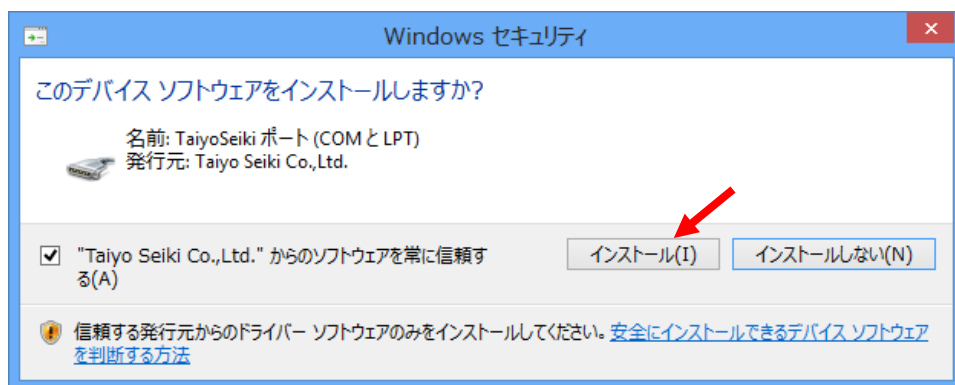 Windows セキュリティ
このデバイス ソフトウェアをインストールしますか?
名前: TaiyoSeiki ポート (COM と LPT)
発行元: Taiyo Seiki Co.,Ltd.
"Taiyo Seiki Co.,Ltd." からのソフトウェアを常に信頼す
る(A)
インストール(I)
インストールしない(N)
信頼する発行元からのドライバー ソフトウェアのみをインストールしてください。安全にインストールできるデバイス ソフトウェア
を判断する方法